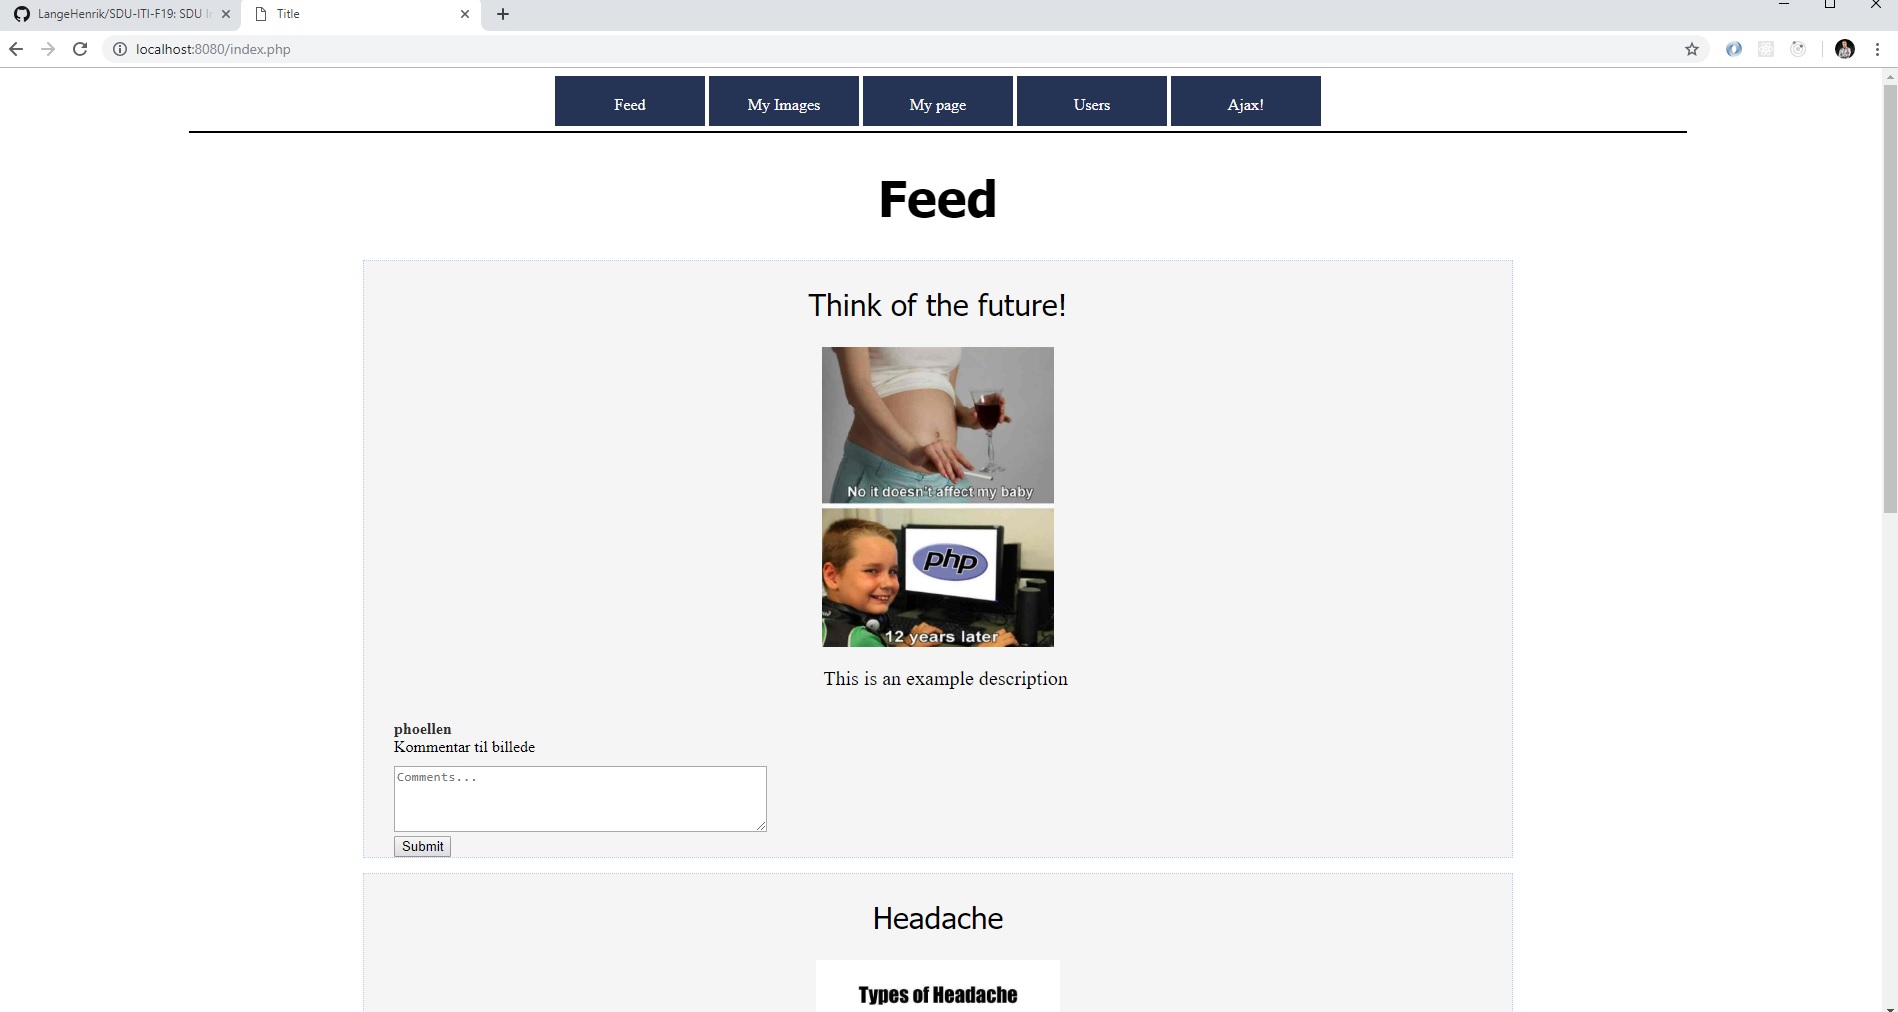 LangeHenrik/SDU-ITI-F19: SDU
Title
localhost:8080/index.php
Feed
My Images
My page
Users
Ajax!
Feed
Think of the future!
No it doesn't affect my baby
php
12 years later
This is an example description
phoellen
Kommentar til billede
Comments...
Submit
Headache
Types of Headache